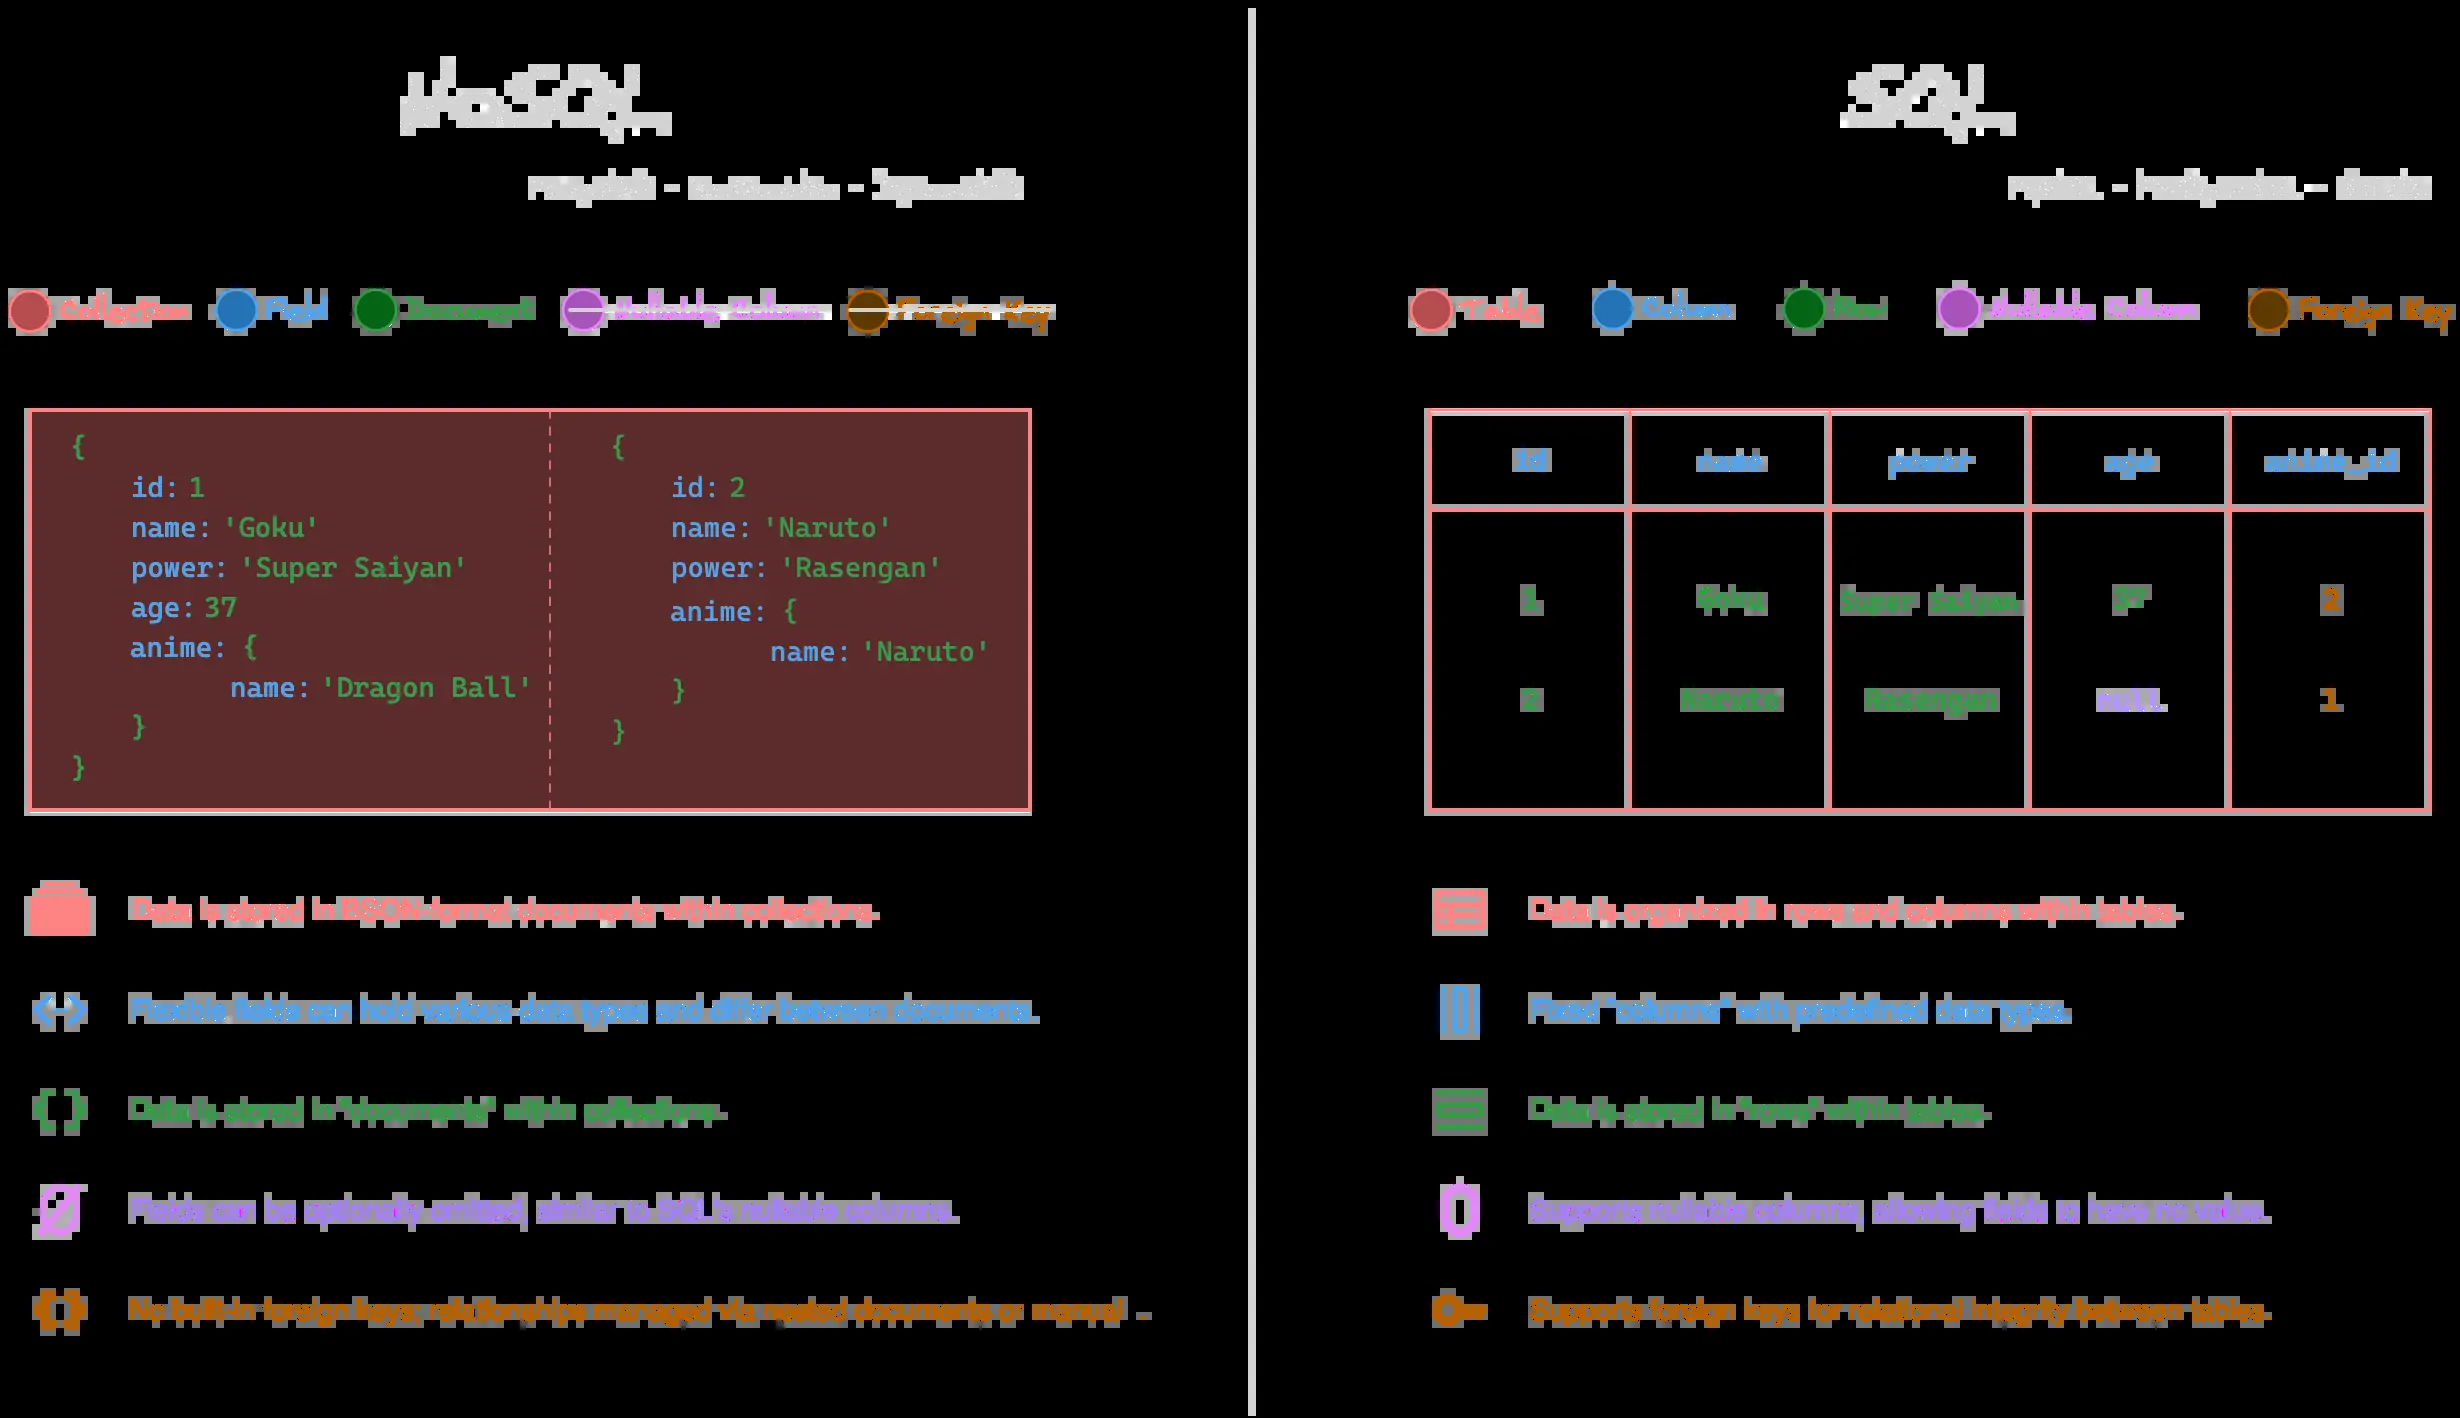 NoSQL
Collection
Field
Document
Nullable Column
Foreign Key
{
id: 1
name: 'Goku'
power: 'Super Saiyan'
age: 37
anime: {
name: 'Dragon Ball'
}
}
{
id: 2
name: 'Naruto'
power: 'Rasengan'
anime: {
name: 'Naruto'
}
}
Data is stored in BSON-format documents within collections.
Flexible fields can hold various data types and differ between documents.
Data is stored in "documents" within collections.
Fields can be optionally omitted, similar to SQL's nullable columns.
No built-in foreign keys; relationships managed via nested documents or manual
SQL
Table
Column
Row
Nullable Column
Foreign Key
id name power age anime_id
1 Goku Super Saiyan 37 2
2 Naruto Rasengan null 1
Data is organized in rows and columns within tables.
Fixed "columns" with predefined data types.
Data is stored in "rows" within tables.
Supports nullable columns, allowing fields to have no value.
Supports foreign keys for relational integrity between tables.